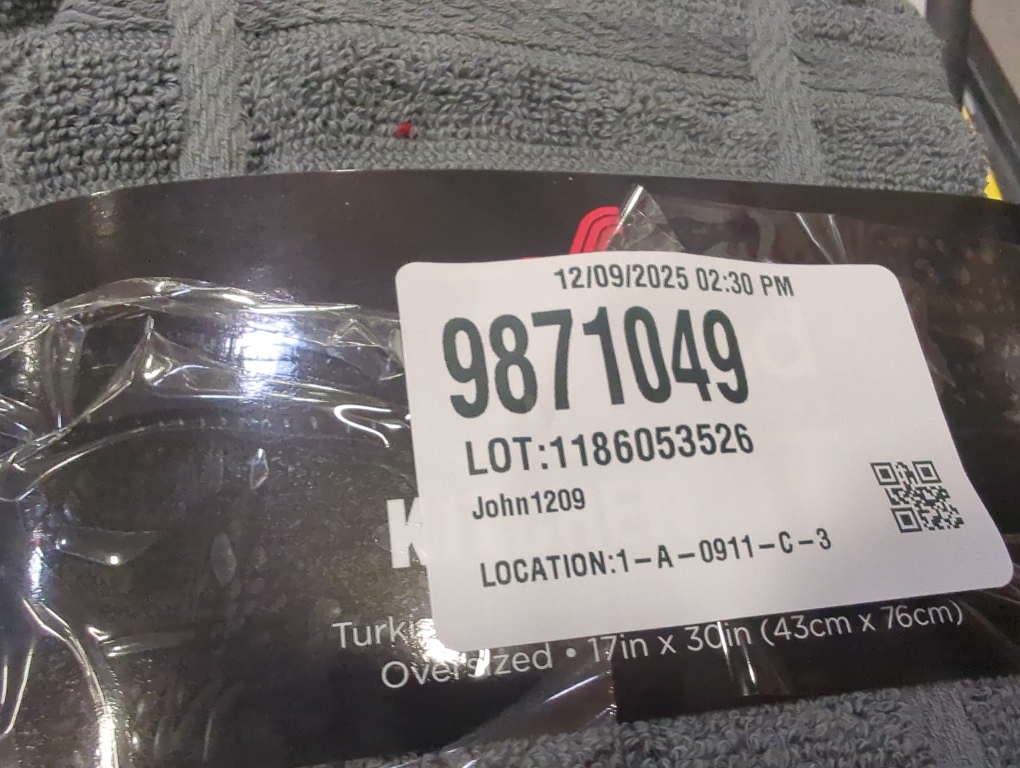 12/09/2025 02:30 PM
9871049
LOT:1186053526
John1209
LOCATION:1-A-0911-C-3
Oversized • 17in x 30in (43cm x 76cm)